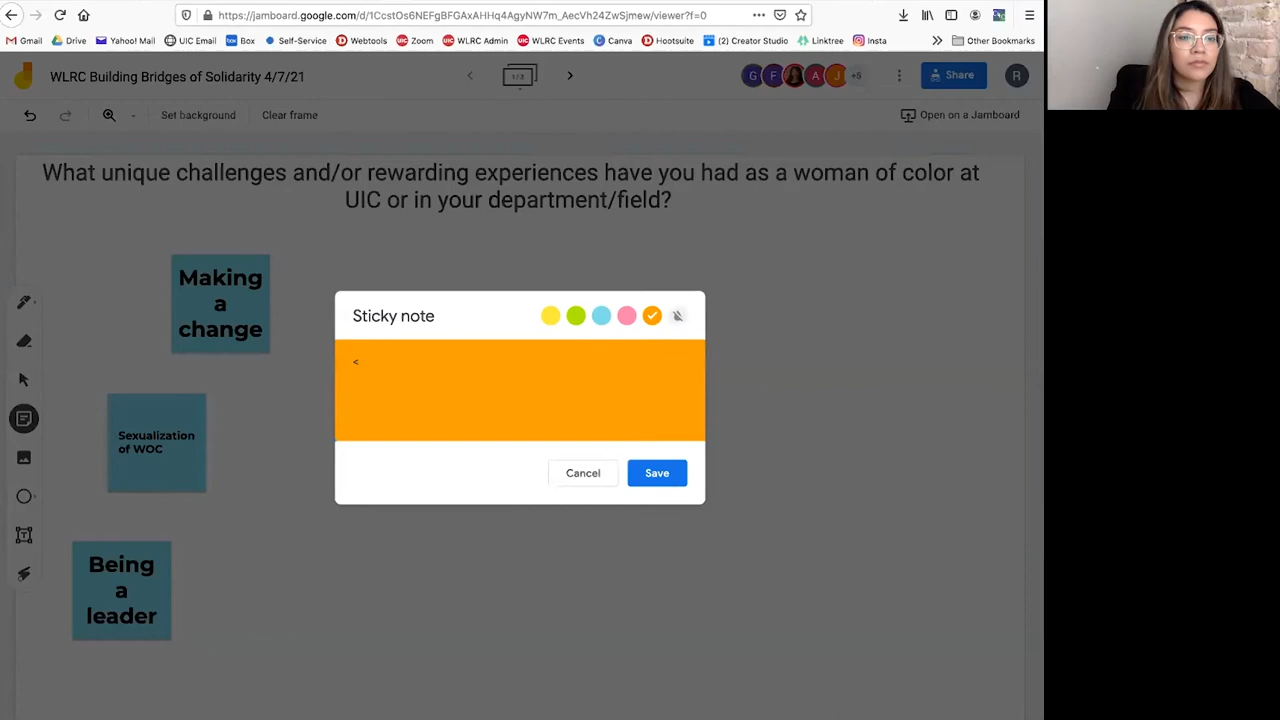 https://jamboard.google.com/d/1CcstOs6NEFgBFGAxAHHq4AgyNW7m_AecVh24ZwSjmew/viewer?f=0
Gmail Drive Yahoo! Mail UIC Email Box Self-Service Webtools Zoom WLRC Admin WLRC Events Canva Hootsuite (2) Creator Studio Linktree Insta Other Bookmarks
WLRC Building Bridges of Solidarity 4/7/21 1/2 G F A J +5 Share R
Set background Clear frame Open on a Jamboard
What unique challenges and/or rewarding experiences have you had as a woman of color at
UIC or in your department/field?
Making
a
change
Sticky note
<
Sexualization
of WOC
Cancel Save
Being
a
leader